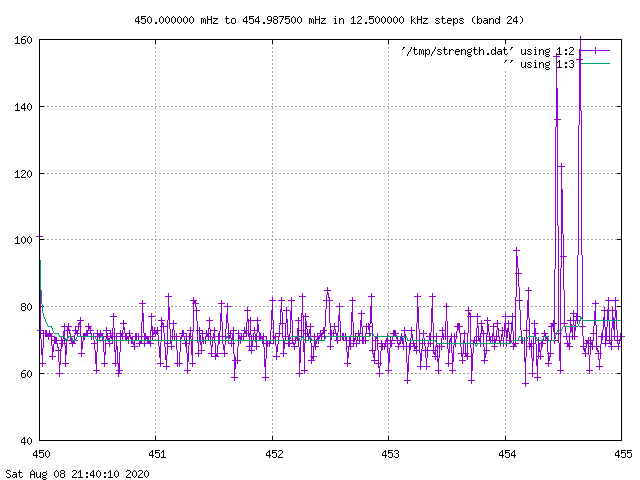 450.000000 mHz to 454.987500 mHz in 12.500000 kHz steps (band 24)
160
'/tmp/strength.dat' using 1:2
'' using 1:3
140
120
100
80
60
40
450 451 452 453 454 455
Sat Aug 08 21:40:10 2020